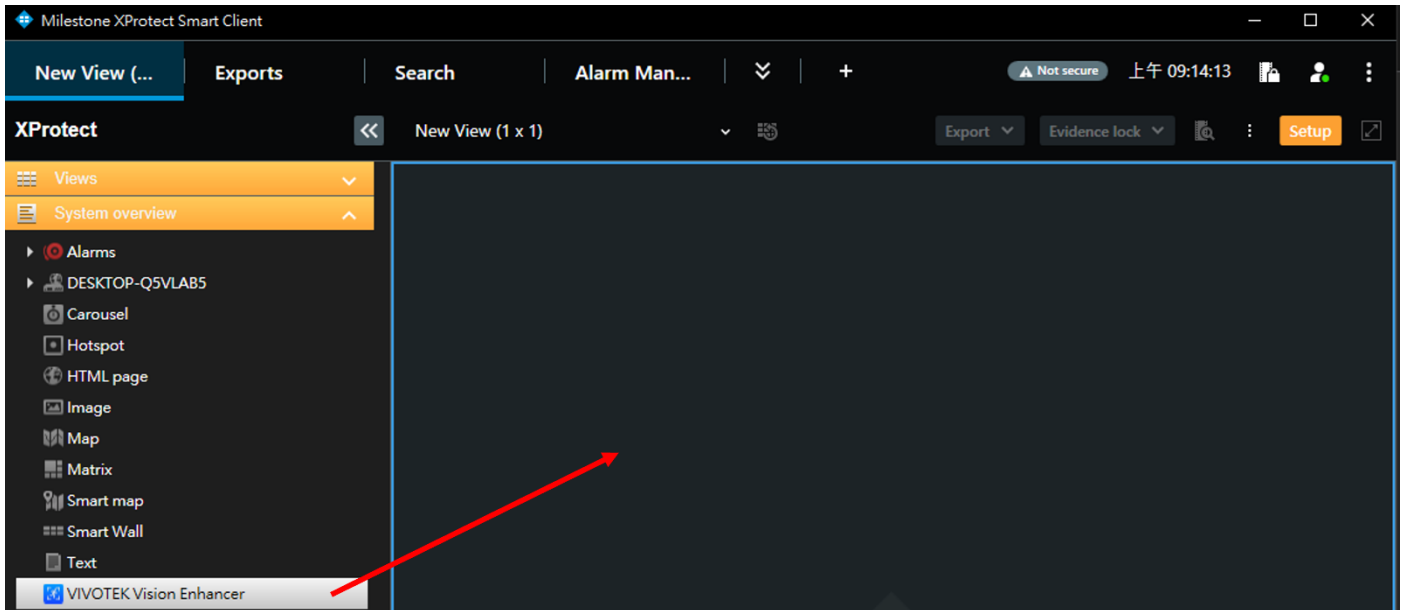 Milestone XProtect Smart Client
New View (... Exports Search Alarm Man... + Not secure 上午 09:14:13
XProtect New View (1 x 1) Export Evidence lock Setup
Views
System overview
Alarms
DESKTOP-Q5VLAB5
Carousel
Hotspot
HTML page
Image
Map
Matrix
Smart map
Smart Wall
Text
VIVOTEK Vision Enhancer